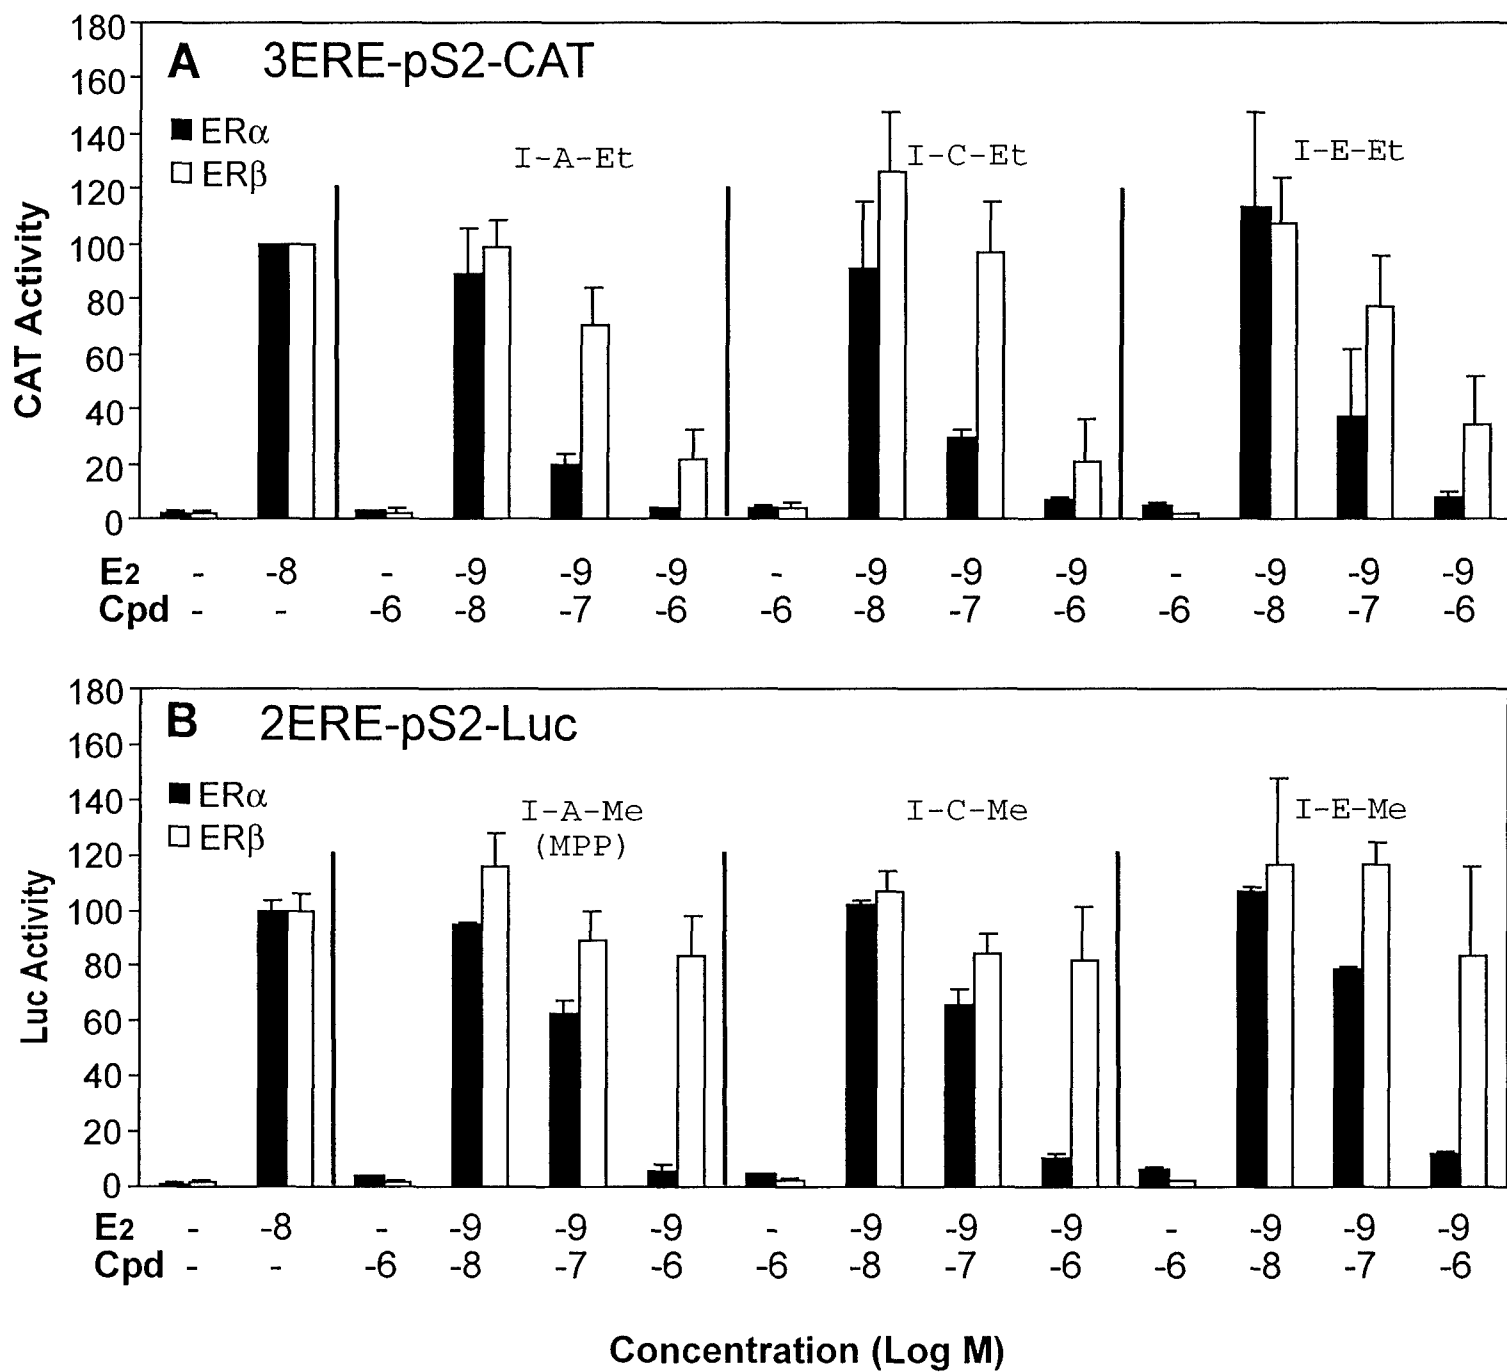 A 3ERE-pS2-CAT
ERα
ERβ
I-A-Et
I-C-Et
I-E-Et
CAT Activity
180
160
140
120
100
80
60
40
20
0
E2 - -8 - -9 -9 -9 - -9 -9 -9 - -9 -9 -9
Cpd - - -6 -8 -7 -6 -6 -8 -7 -6 -6 -8 -7 -6
B 2ERE-pS2-Luc
ERα
ERβ
I-A-Me
(MPP)
I-C-Me
I-E-Me
Luc Activity
180
160
140
120
100
80
60
40
20
0
E2 - -8 - -9 -9 -9 - -9 -9 -9 - -9 -9 -9
Cpd - - -6 -8 -7 -6 -6 -8 -7 -6 -6 -8 -7 -6
Concentration (Log M)